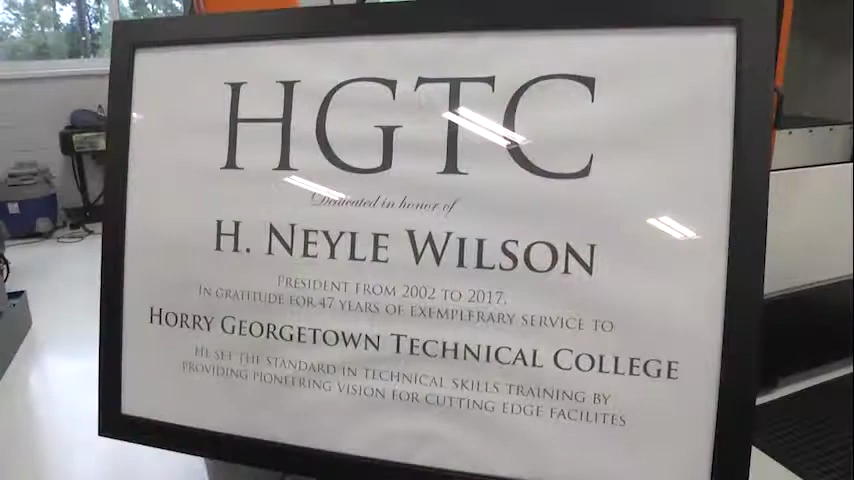 HGTC
Dedicated in honor of
H. NEYLE WILSON
PRESIDENT FROM 2002 TO 2017,
IN GRATITUDE FOR 47 YEARS OF EXEMPLERARY SERVICE TO
HORRY GEORGETOWN TECHNICAL COLLEGE
HE SET THE STANDARD IN TECHNICAL SKILLS TRAINING BY
PROVIDING PIONEERING VISION FOR CUTTING EDGE FACILITES